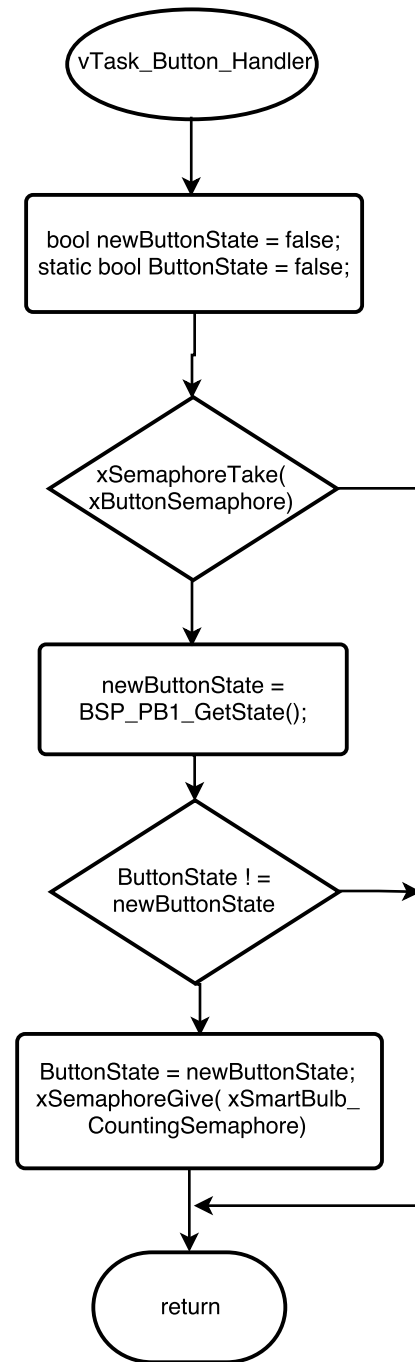 vTask_Button_Handler
bool newButtonState = false;
static bool ButtonState = false;
xSemaphoreTake(
xButtonSemaphore)
newButtonState =
BSP_PB1_GetState();
ButtonState ! =
newButtonState
ButtonState = newButtonState;
xSemaphoreGive( xSmartBulb_
CountingSemaphore)
return